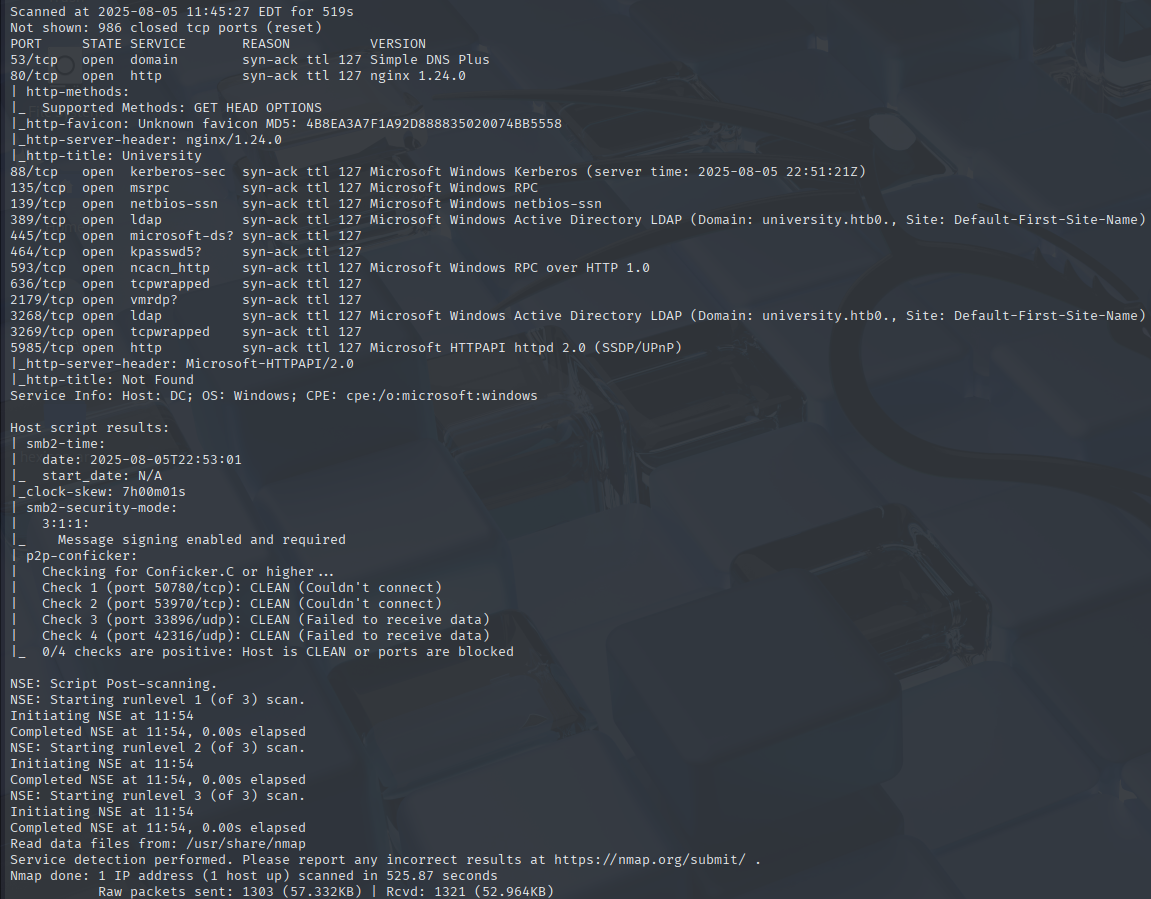 Scanned at 2025-08-05 11:45:27 EDT for 519s
Not shown: 986 closed tcp ports (reset)
PORT     STATE SERVICE       REASON          VERSION
53/tcp   open  domain        syn-ack ttl 127 Simple DNS Plus
80/tcp   open  http          syn-ack ttl 127 nginx 1.24.0
| http-methods:
|_  Supported Methods: GET HEAD OPTIONS
|_http-favicon: Unknown favicon MD5: 4B8EA3A7F1A92D888835020074BB5558
|_http-server-header: nginx/1.24.0
|_http-title: University
88/tcp   open  kerberos-sec  syn-ack ttl 127 Microsoft Windows Kerberos (server time: 2025-08-05 22:51:21Z)
135/tcp  open  msrpc         syn-ack ttl 127 Microsoft Windows RPC
139/tcp  open  netbios-ssn   syn-ack ttl 127 Microsoft Windows netbios-ssn
389/tcp  open  ldap          syn-ack ttl 127 Microsoft Windows Active Directory LDAP (Domain: university.htb0., Site: Default-First-Site-Name)
445/tcp  open  microsoft-ds? syn-ack ttl 127
464/tcp  open  kpasswd5?     syn-ack ttl 127
593/tcp  open  ncacn_http    syn-ack ttl 127 Microsoft Windows RPC over HTTP 1.0
636/tcp  open  tcpwrapped    syn-ack ttl 127
2179/tcp open  vmrdp?        syn-ack ttl 127
3268/tcp open  ldap          syn-ack ttl 127 Microsoft Windows Active Directory LDAP (Domain: university.htb0., Site: Default-First-Site-Name)
3269/tcp open  tcpwrapped    syn-ack ttl 127
5985/tcp open  http          syn-ack ttl 127 Microsoft HTTPAPI httpd 2.0 (SSDP/UPnP)
|_http-server-header: Microsoft-HTTPAPI/2.0
|_http-title: Not Found
Service Info: Host: DC; OS: Windows; CPE: cpe:/o:microsoft:windows
Host script results:
| smb2-time:
|   date: 2025-08-05T22:53:01
|_  start_date: N/A
|_clock-skew: 7h00m01s
| smb2-security-mode:
|   3:1:1:
|_    Message signing enabled and required
| p2p-conficker:
|   Checking for Conficker.C or higher...
|   Check 1 (port 50780/tcp): CLEAN (Couldn't connect)
|   Check 2 (port 53970/tcp): CLEAN (Couldn't connect)
|   Check 3 (port 33896/udp): CLEAN (Failed to receive data)
|   Check 4 (port 42316/udp): CLEAN (Failed to receive data)
|_  0/4 checks are positive: Host is CLEAN or ports are blocked
NSE: Script Post-scanning.
NSE: Starting runlevel 1 (of 3) scan.
Initiating NSE at 11:54
Completed NSE at 11:54, 0.00s elapsed
NSE: Starting runlevel 2 (of 3) scan.
Initiating NSE at 11:54
Completed NSE at 11:54, 0.00s elapsed
NSE: Starting runlevel 3 (of 3) scan.
Initiating NSE at 11:54
Completed NSE at 11:54, 0.00s elapsed
Read data files from: /usr/share/nmap
Service detection performed. Please report any incorrect results at https://nmap.org/submit/ .
Nmap done: 1 IP address (1 host up) scanned in 525.87 seconds
           Raw packets sent: 1303 (57.332KB) | Rcvd: 1321 (52.964KB)